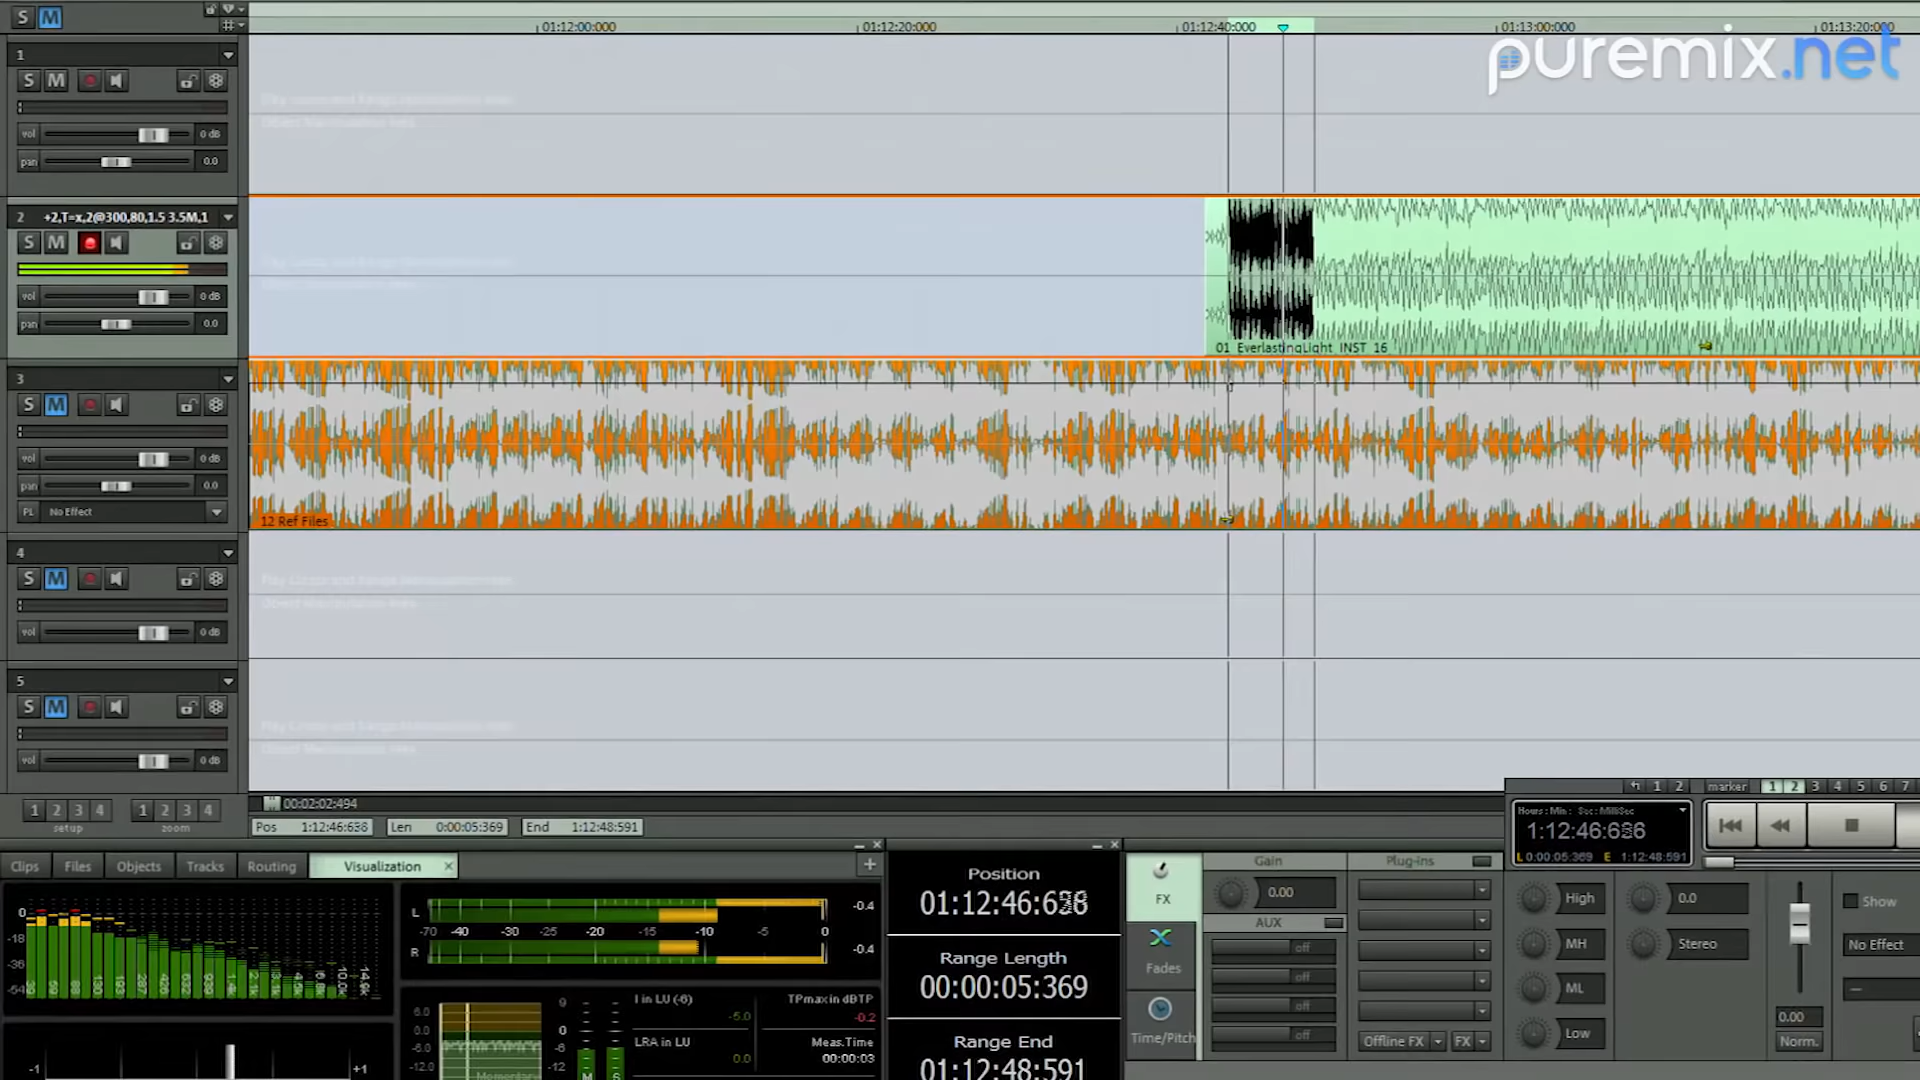 S M
01:12:00:000 01:12:20:000 01:12:40:000 01:13:00:000 01:13:20:000
puremix.net
1
S M
vol 0 dB
pan 0.0
2 +2,T=x,2@300,80,1.5 3.5M,1
S M
vol 0 dB
pan 0.0
01_EverlastingLight_INST_16
3
S M
vol 0 dB
pan 0.0
PL No Effect
12 Ref Files
4
S M
vol 0 dB
5
S M
vol 0 dB
1 2 3 4 1 2 3 4
setup zoom
00:02:02:494
Pos 1:12:46:636 Len 0:00:05:369 End 1:12:48:591
1 2 marker 1 2 3 4 5 6 7
Hours: Min: Sec: MilliSec
1:12:46:636
L 0:00:05:369 E 1:12:48:591
Clips Files Objects Tracks Routing Visualization
0
-18
-36
-54
-1 +1
L -0.4
-70 -40 -30 -25 -20 -15 -10 -5 0
R -0.4
6.0
0.0
-6.0
-12.0
Momentary
9
0
-8
-12
M S
I in LU (-6)
-5.0
LRA in LU
0.0
TPmax in dBTP
-0.2
Meas.Time
00:00:03
Position
01:12:46:638
Range Length
00:00:05:369
Range End
01:12:48:591
FX
Fades
Time/Pitch
Gain
0.00
AUX
off
off
off
off
Plug-ins
Offline FX FX
High
MH
ML
Low
0.0
Stereo
0.00
Norm.
Show
No Effect